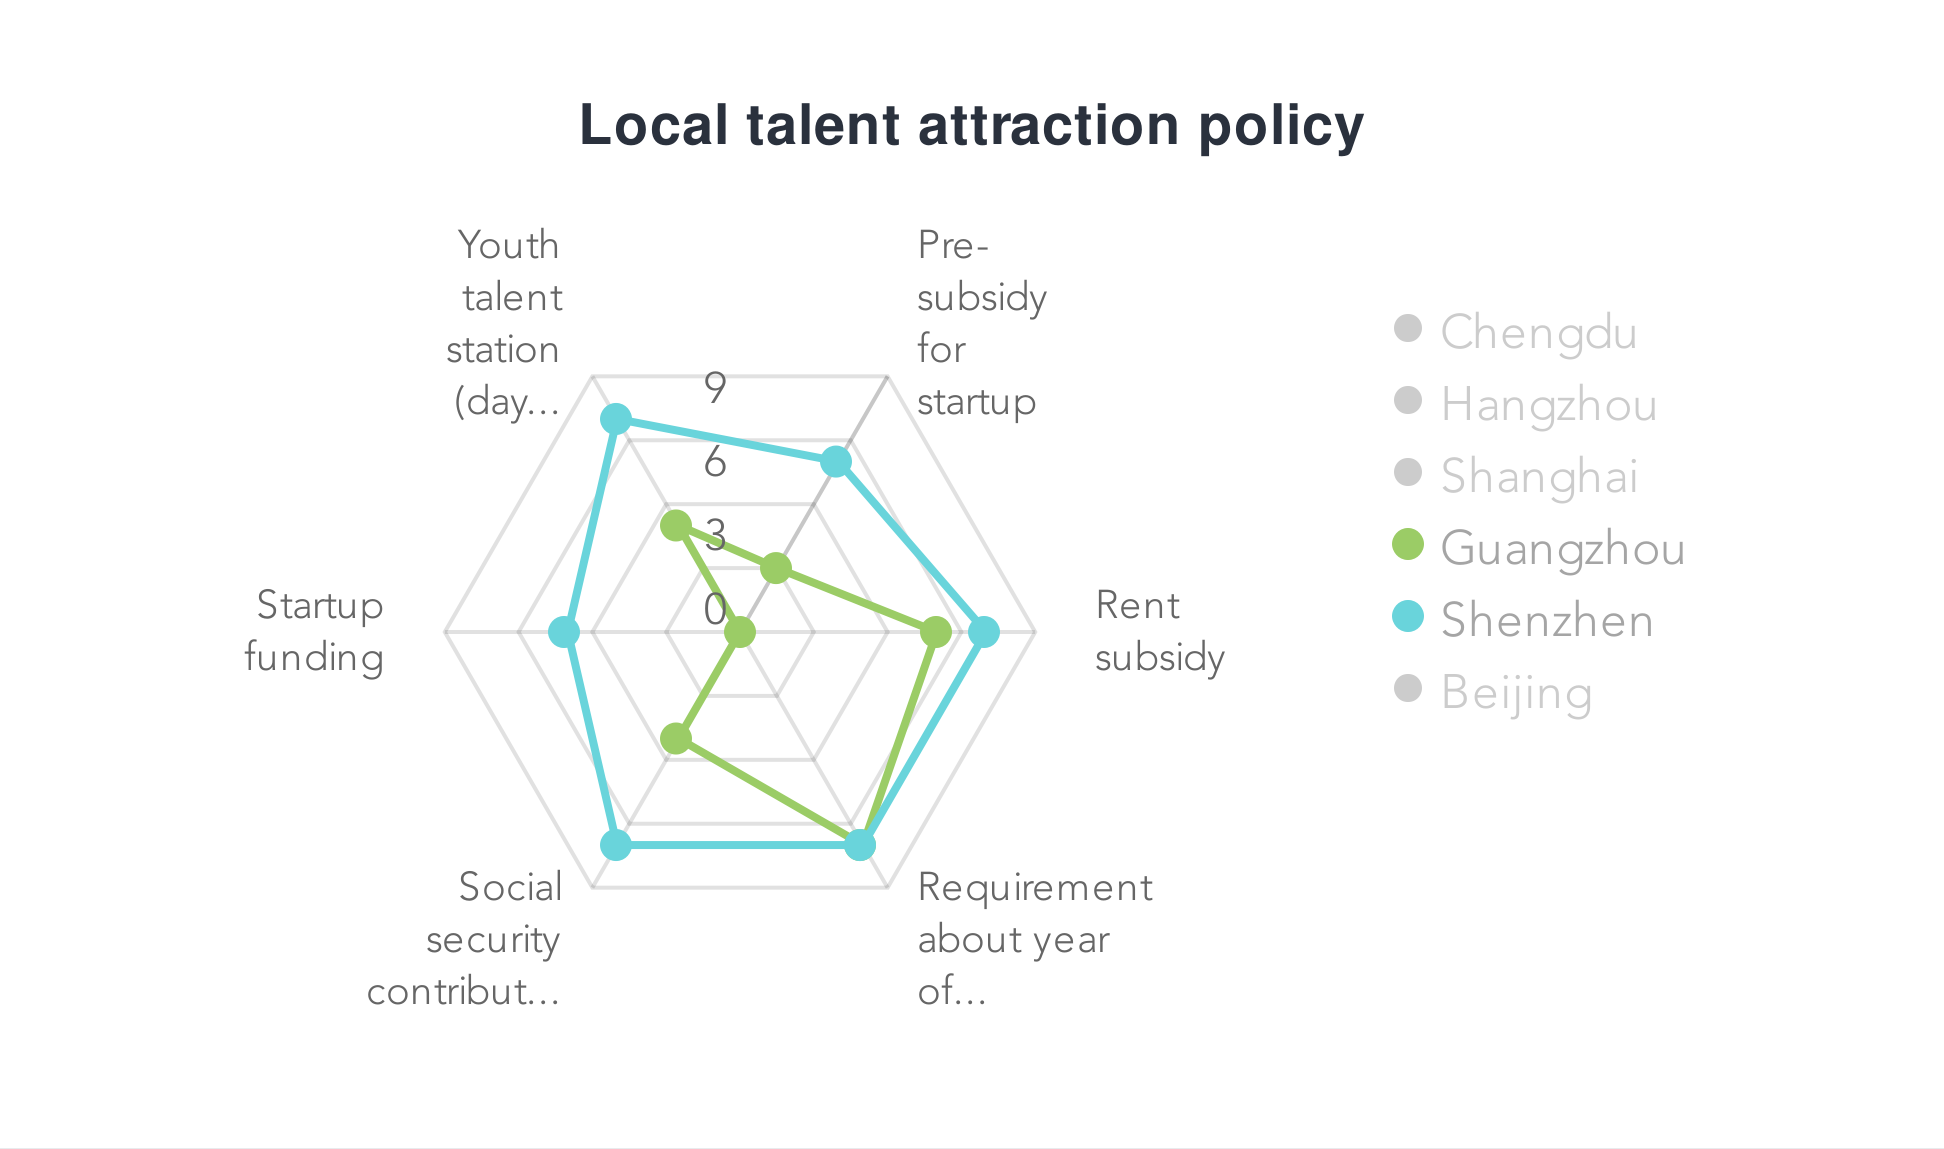 Local talent attraction policy
Youth
talent
station
(day...
Pre-
subsidy
for
startup
9
6
3
0
Startup
funding
Rent
subsidy
Social
security
contribut...
Requirement
about year
of...
Chengdu
Hangzhou
Shanghai
Guangzhou
Shenzhen
Beijing